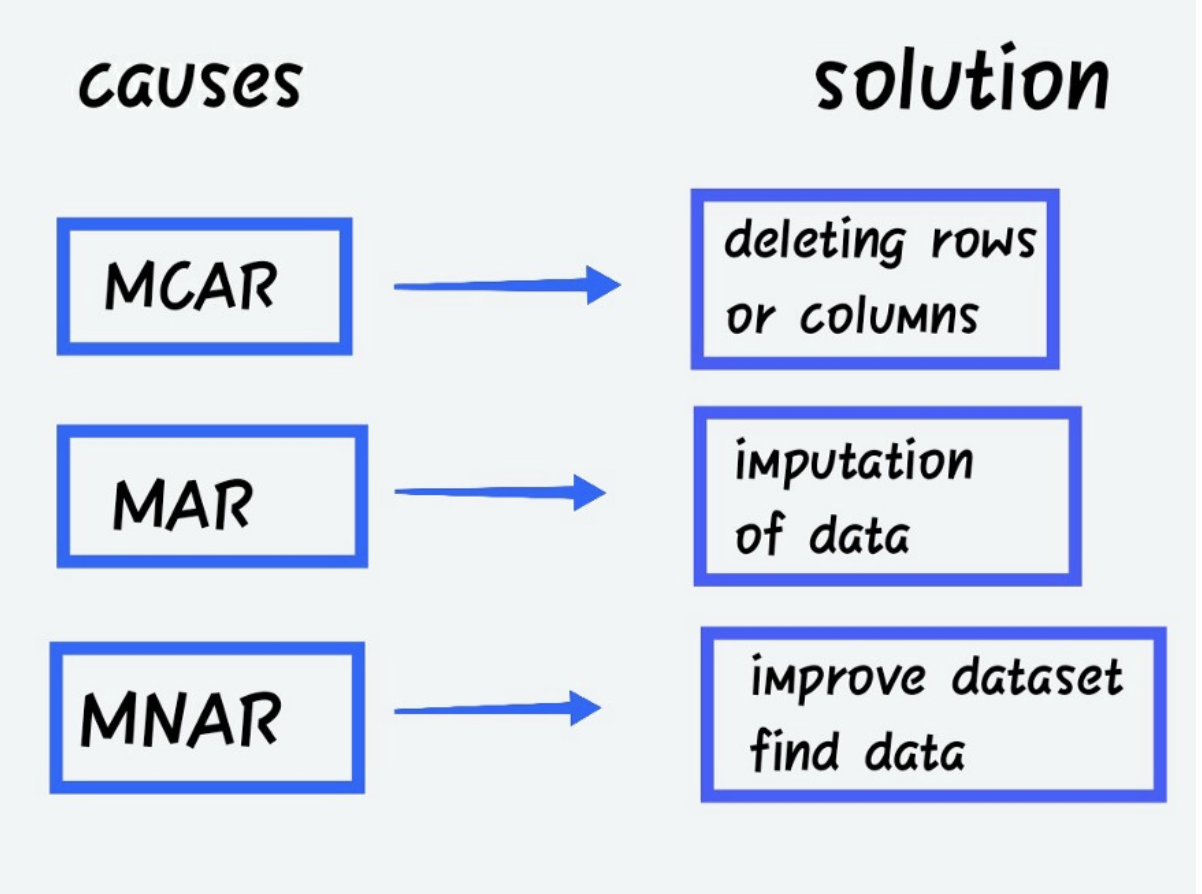 causes
solution
MCAR
deleting rows
or columns
MAR
imputation
of data
MNAR
improve dataset
find data